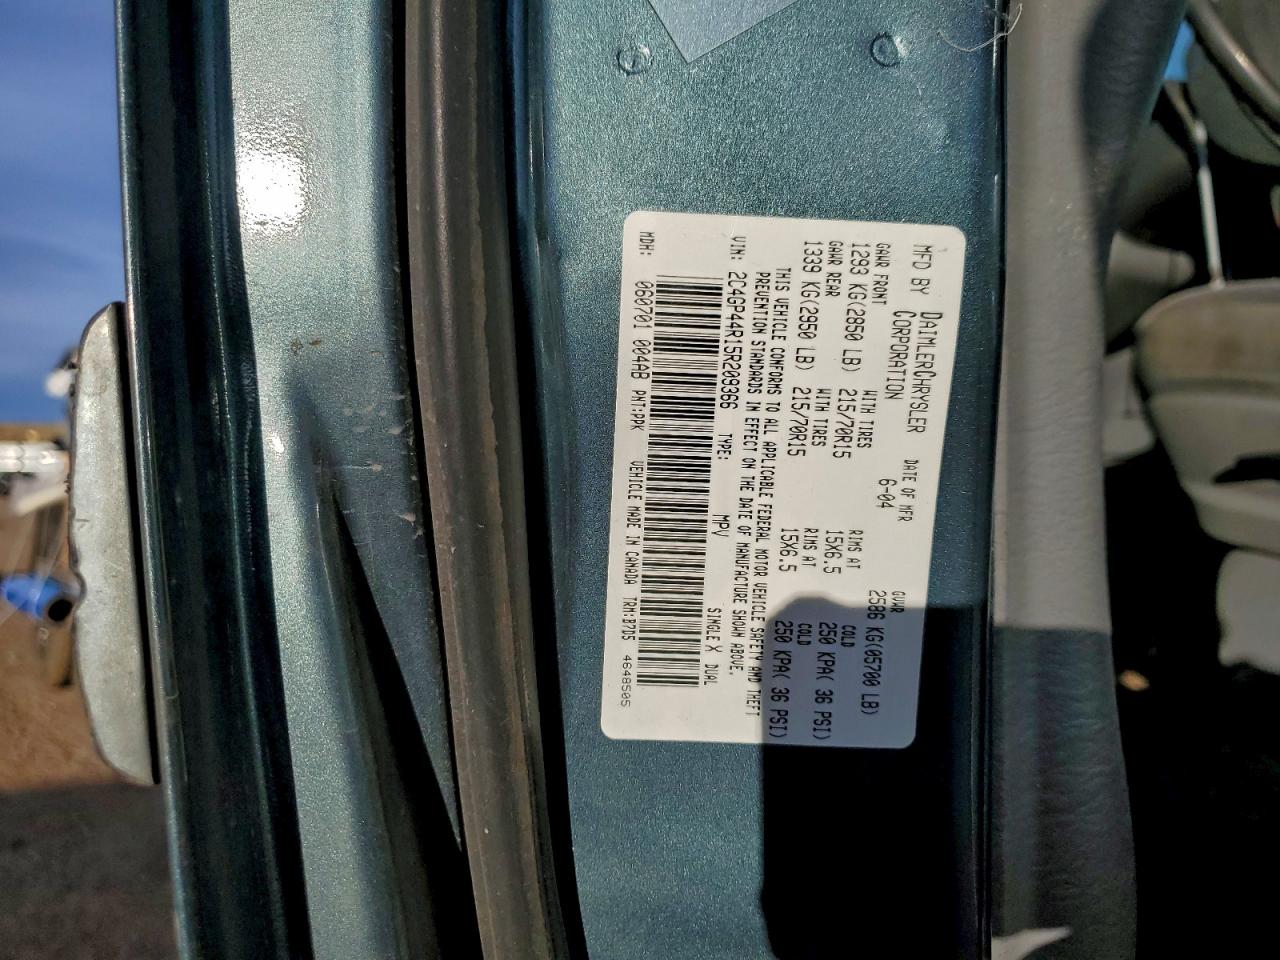 MFD BY DAIMLERCHRYSLER CORPORATION
DATE OF MFR 6-04
GVWR 2586 KG(05700 LB)
GAWR FRONT WITH TIRES RIMS AT COLD
1293 KG(2850 LB) 215/70R15 15X6.5 250 KPA( 36 PSI)
GAWR REAR WITH TIRES RIMS AT COLD
1339 KG(2950 LB) 215/70R15 15X6.5 250 KPA( 36 PSI)
THIS VEHICLE CONFORMS TO ALL APPLICABLE FEDERAL MOTOR VEHICLE SAFETY AND THEFT
PREVENTION STANDARDS IN EFFECT ON THE DATE OF MANUFACTURE SHOWN ABOVE.
VIN: 2C4GP44R15R209366 TYPE: MPV SINGLE X DUAL
MDH: 060701 004AB PNT:PPK VEHICLE MADE IN CANADA TRM:B7D5 4648505